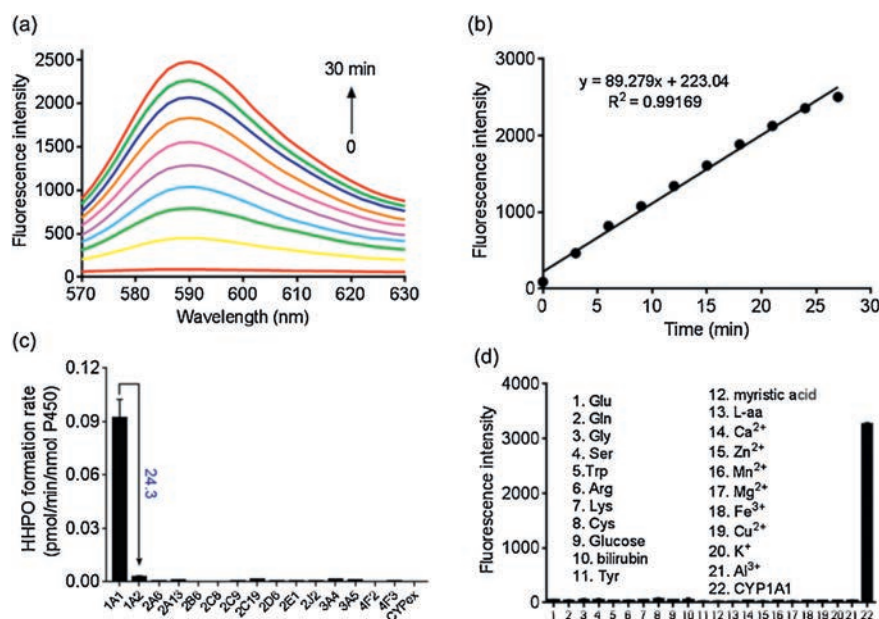 (a)
Fluorescence intensity
2500
2000
1500
1000
500
0
30 min
0
570 580 590 600 610 620 630
Wavelength (nm)
(b)
Fluorescence intensity
3000
2000
1000
0
y = 89.279x + 223.04
R² = 0.99169
0 5 10 15 20 25 30
Time (min)
(c)
HHPO formation rate
(pmol/min/nmol P450)
0.12
0.09
0.06
0.03
0.00
24.3
1A1 1A2 2A6 2A13 2B6 2C8 2C9 2C19 2D6 2E1 2J2 3A4 3A5 4F2 4F3 CYPox
(d)
Fluorescence intensity
4000
3000
2000
1000
0
1. Glu
2. Gln
3. Gly
4. Ser
5.Trp
6. Arg
7. Lys
8. Cys
9. Glucose
10. bilirubin
11. Tyr
12. myristic acid
13. L-aa
14. Ca²⁺
15. Zn²⁺
16. Mn²⁺
17. Mg²⁺
18. Fe³⁺
19. Cu²⁺
20. K⁺
21. Al³⁺
22. CYP1A1
1 2 3 4 5 6 7 8 9 10 11 12 13 14 15 16 17 18 19 20 21 22